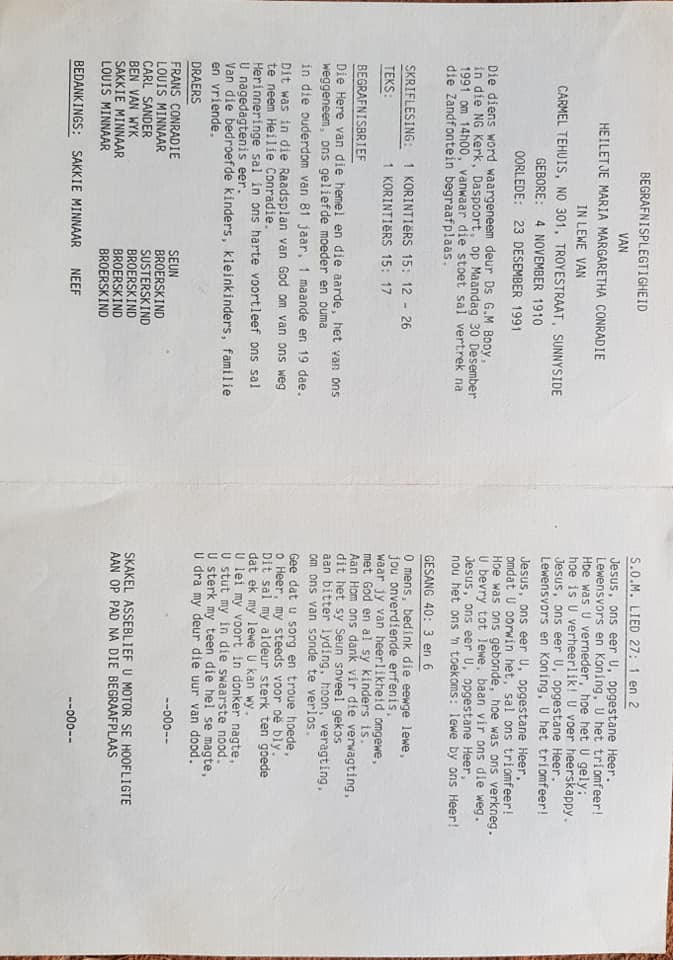 BEGRAFNISPLEGTIGHEID
VAN
HEILETJE MARIA MARGARETHA CONRADIE
IN LEWE VAN
CARMEL TEHUIS, NO 301, TROYESTRAAT, SUNNYSIDE
GEBORE: 4 NOVEMBER 1910
OORLEDE: 23 DESEMBER 1991
Die diens word waargeneem deur Ds G.M Booy,
in die NG Kerk, Daspoort, op Maandag 30 Desember
1991 om 14h00, vanwaar die stoet sal vertrek na
die Zandfontein begraafplaas.
SKRIFLESING: 1 KORINTIëRS 15: 12 - 26
TEKS: 1 KORINTIëRS 15: 17
BEGRAFNISBRIEF
Die Here van die hemel en die aarde, het van ons
weggeneem, ons geliefde moeder en ouma
in die ouderdom van 81 jaar, 1 maande en 19 dae.
Dit was in die Raadsplan van God om van ons weg
te neem Heilie Conradie.
Herinneringe sal in ons harte voortleef ons sal
U nagedagtenis eer.
Van die bedroefde kinders, kleinkinders, familie
en vriende.
DRAERS
FRANS CONRADIE SEUN
LOUIS MINNAAR BROERSKIND
CARL SANDER SUSTERSKIND
BEN VAN WYK BROERSKIND
SAKKIE MINNAAR BROERSKIND
LOUIS MINNAAR BROERSKIND
BEDANKINGS: SAKKIE MINNAAR NEEF
S.O.M. LIED 27: 1 en 2
Jesus, ons eer U, opgestane Heer.
Lewensvors en Koning, U het triomfeer!
Hoe was U verneder, hoe het U gely;
hoe is U verheerlik! U voer heerskappy.
Jesus, ons eer U, opgestane Heer.
Lewensvors en Koning, U het triomfeer!
Jesus, ons eer U, opgestane Heer,
omdat U oorwin het, sal ons triomfeer!
Hoe was ons gebonde, hoe was ons verkneg.
U bevry tot lewe, baan vir ons die weg.
Jesus, ons eer U, opgestane Heer,
nou het ons 'n toekoms: lewe by ons Heer!
GESANG 40: 3 en 6
O mens, bedink die eewge lewe,
jou onverdiende erfenis,
waar jy van heerlikheid omgewe,
met God en al sy kinders is.
Aan Hom ons dank vir die verwagting,
dit het sy Seun soveel gekos
aan bitter lyding, hoon, veragting,
om ons van sonde te verlos.
Gee dat U sorg en troue hoede,
O Heer, my steeds voor oë bly.
Dit sal my aldeur sterk ten goede
dat ek my lewe U kan wy.
U lei my voort in donker nagte,
U stut my in die swaarste nood.
U sterk my teen die hel se magte,
U dra my deur die uur van dood.
--oOo--
SKAKEL ASSEBLIEF U MOTOR SE HOOFLIGTE
AAN OP PAD NA DIE BEGRAAFPLAAS
--oOo--